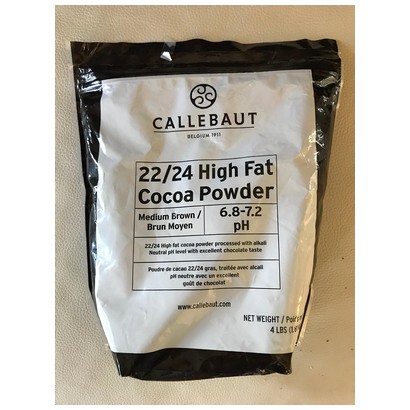 CALLEBAUT
BELGIUM 1911
22/24 High Fat
Cocoa Powder
Medium Brown /
Brun Moyen
6.8-7.2
pH
22/24 High fat cocoa powder processed with alkali
Neutral pH level with excellent chocolate taste
Poudre de cacao 22/24 gras, traitée avec alcali
pH neutre avec un excellent
goût de chocolat
www.callebaut.com
NET WEIGHT /
4 LBS